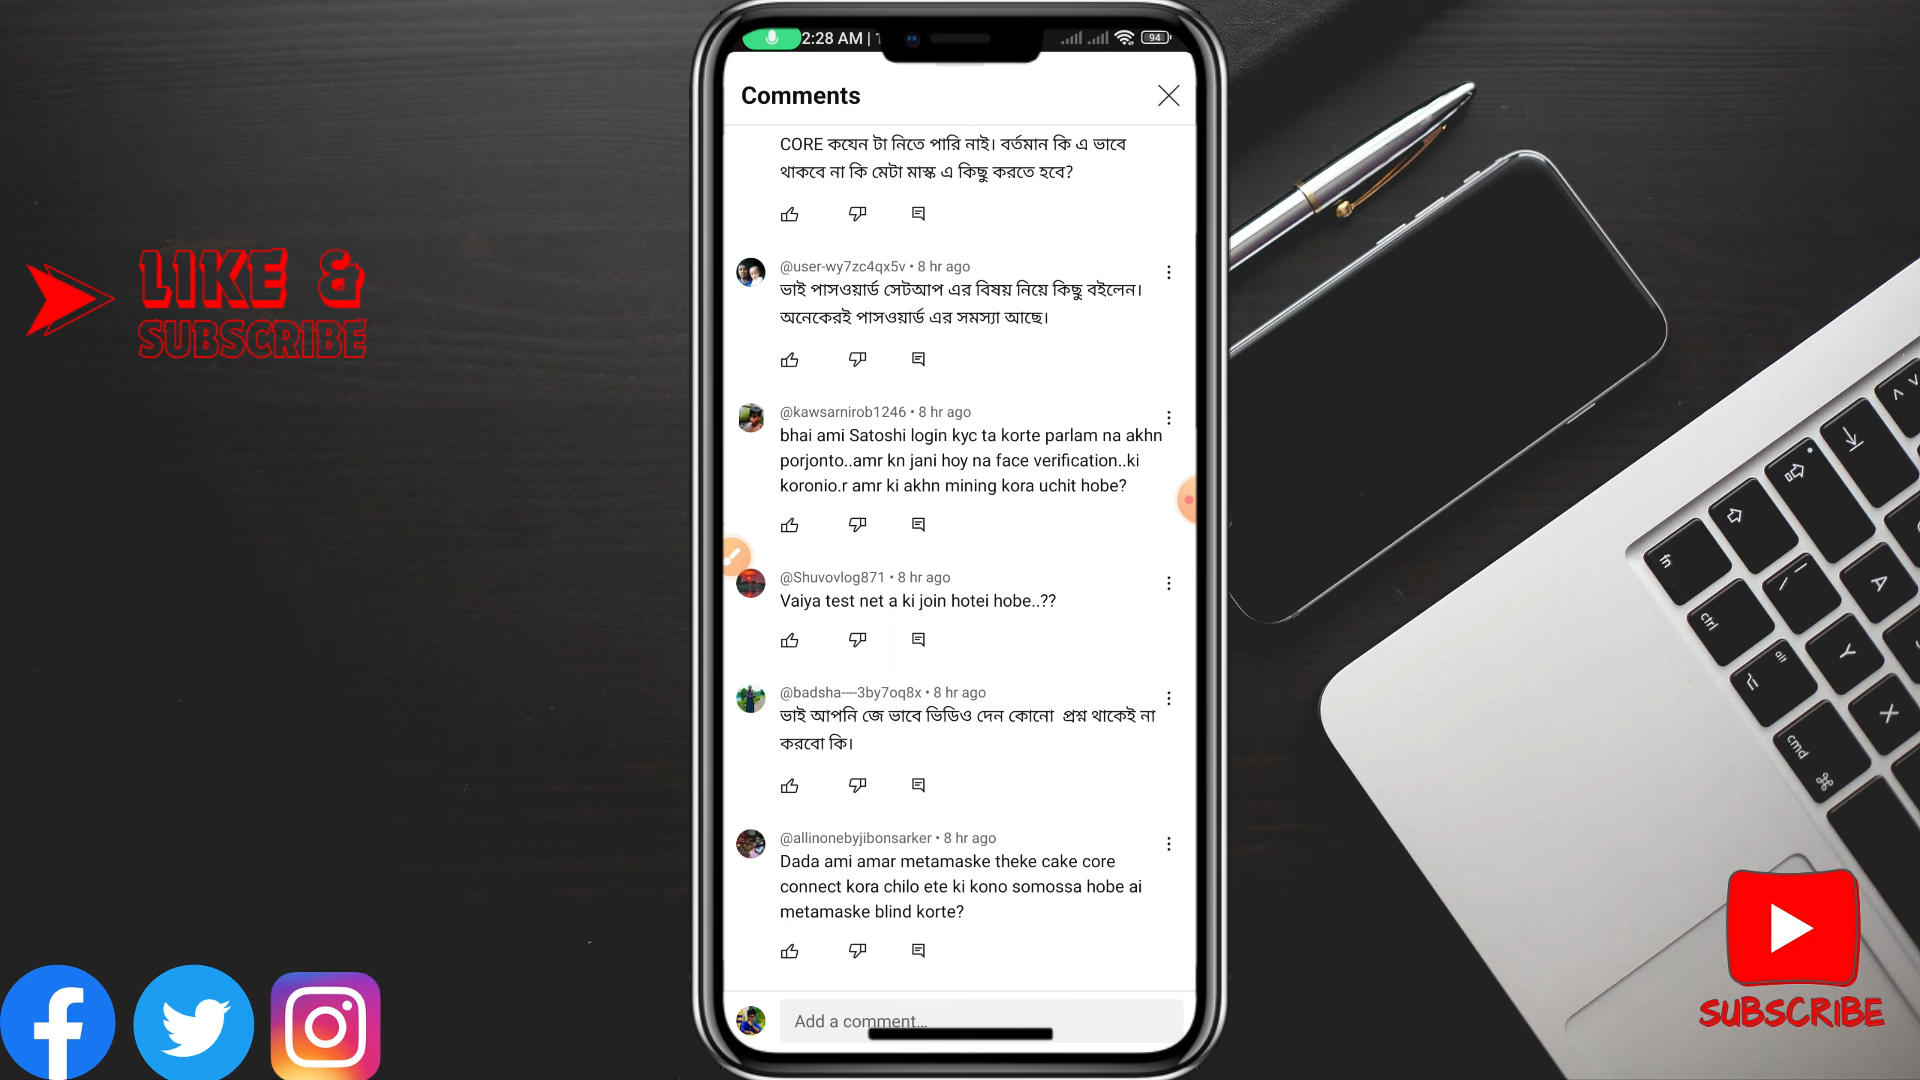 2:28 AM |
94
Comments
CORE কযেন টা নিতে পারি নাই। বর্তমান কি এ ভাবে
থাকবে না কি মেটা মাস্ক এ কিছু করতে হবে?
@user-wy7zc4qx5v • 8 hr ago
ভাই পাসওয়ার্ড সেটআপ এর বিষয় নিয়ে কিছু বইলেন।
অনেকেরই পাসওয়ার্ড এর সমস্যা আছে।
@kawsarnirob1246 • 8 hr ago
bhai ami Satoshi login kyc ta korte parlam na akhn
porjonto..amr kn jani hoy na face verification..ki
koronio.r amr ki akhn mining kora uchit hobe?
@Shuvovlog871 • 8 hr ago
Vaiya test net a ki join hotei hobe..??
@badsha---3by7oq8x • 8 hr ago
ভাই আপনি জে ভাবে ভিডিও দেন কোনো প্রশ্ন থাকেই না
করবো কি।
@allinonebyjibonsarker • 8 hr ago
Dada ami amar metamaske theke cake core
connect kora chilo ete ki kono somossa hobe ai
metamaske blind korte?
Add a comment...
LIKE &
SUBSCRIBE
SUBSCRIBE
fn
ctrl
alt
cmd
A
Y
X